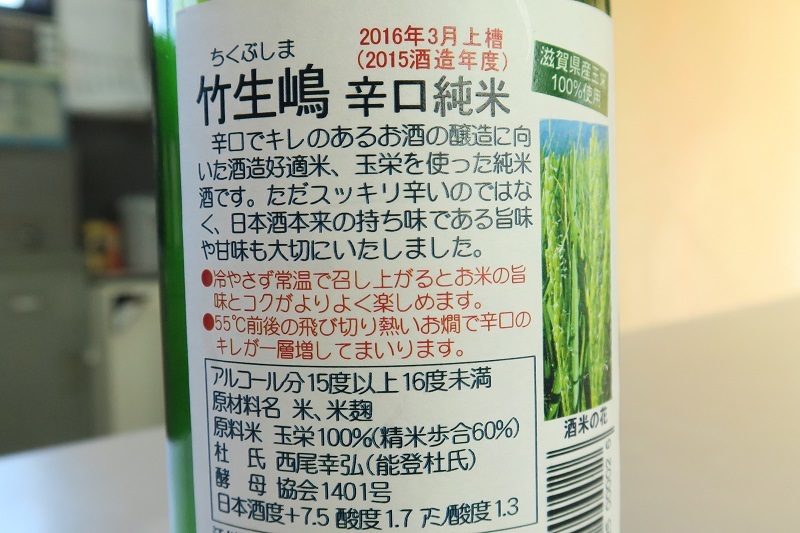 2016年3月上槽
(2015酒造年度)
ちくぶしま
竹生嶋 辛口純米
辛口でキレのあるお酒の醸造に向
いた酒造好適米、玉栄を使った純米
酒です。ただスッキリ辛いのではな
く、日本酒本来の持ち味である旨味
や甘味も大切にいたしました。
●冷やさず常温で召し上がるとお米の旨
味とコクがよりよく楽しめます。
●55℃前後の飛び切り熱いお燗で辛口の
キレが一層増してまいります。
アルコール分15度以上16度未満
原材料名 米、米麹
原料米 玉栄100%(精米歩合60%)
杜氏 西尾幸弘(能登杜氏)
酵母 協会1401号
日本酒度+7.5 酸度1.7 アミノ酸度1.3
滋賀県産玉栄
100%使用
酒米の花